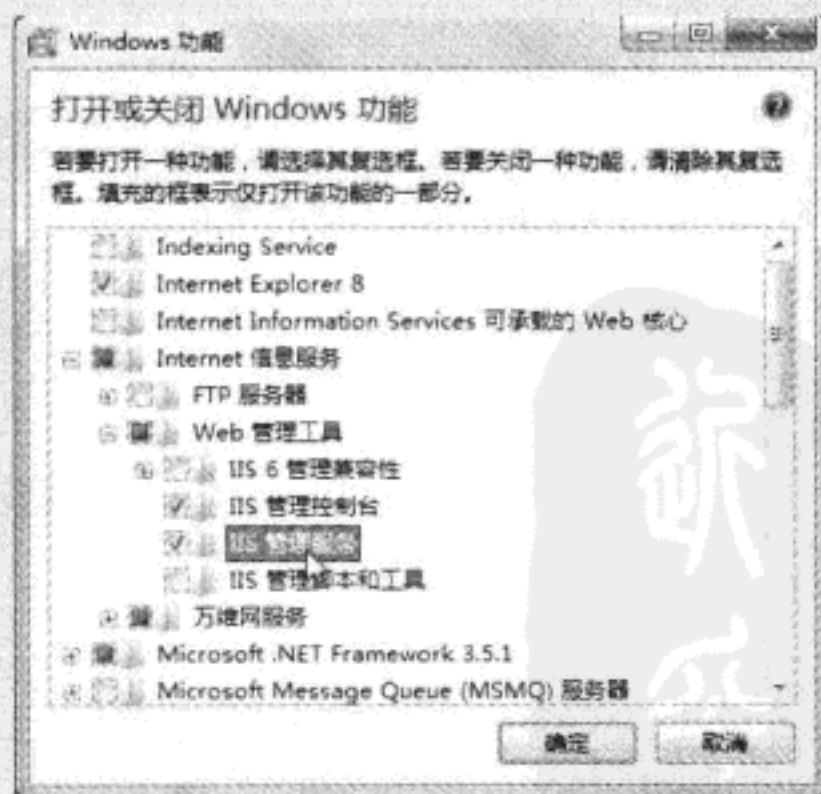 Windows 功能
打开或关闭 Windows 功能
若要打开一种功能，请选择其复选框。若要关闭一种功能，请清除其复选
框。填充的框表示仅打开该功能的一部分。
Indexing Service
Internet Explorer 8
Internet Information Services 可承载的 Web 核心
Internet 信息服务
FTP 服务器
Web 管理工具
IIS 6 管理兼容性
IIS 管理控制台
IIS 管理服务
IIS 管理脚本和工具
万维网服务
Microsoft .NET Framework 3.5.1
Microsoft Message Queue (MSMQ) 服务器
确定 取消